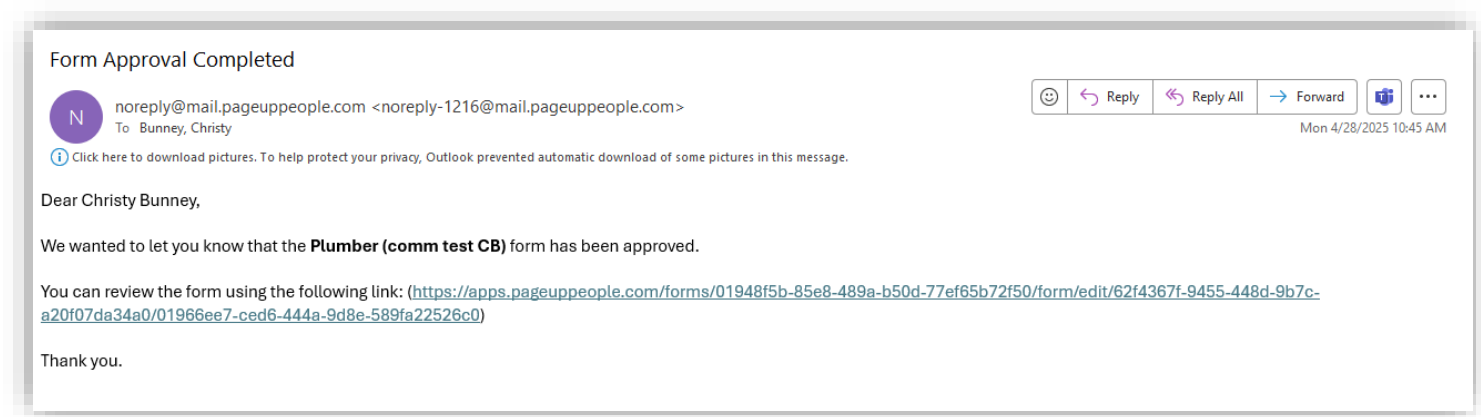 Form Approval Completed
N
noreply@mail.pageuppeople.com <noreply-1216@mail.pageuppeople.com>
To Bunney, Christy
Reply
Reply All
Forward
Mon 4/28/2025 10:45 AM
Click here to download pictures. To help protect your privacy, Outlook prevented automatic download of some pictures in this message.
Dear Christy Bunney,
We wanted to let you know that the Plumber (comm test CB) form has been approved.
You can review the form using the following link: (https://apps.pageuppeople.com/forms/01948f5b-85e8-489a-b50d-77ef65b72f50/form/edit/62f4367f-9455-448d-9b7c-
a20f07da34a0/01966ee7-ced6-444a-9d8e-589fa22526c0)
Thank you.